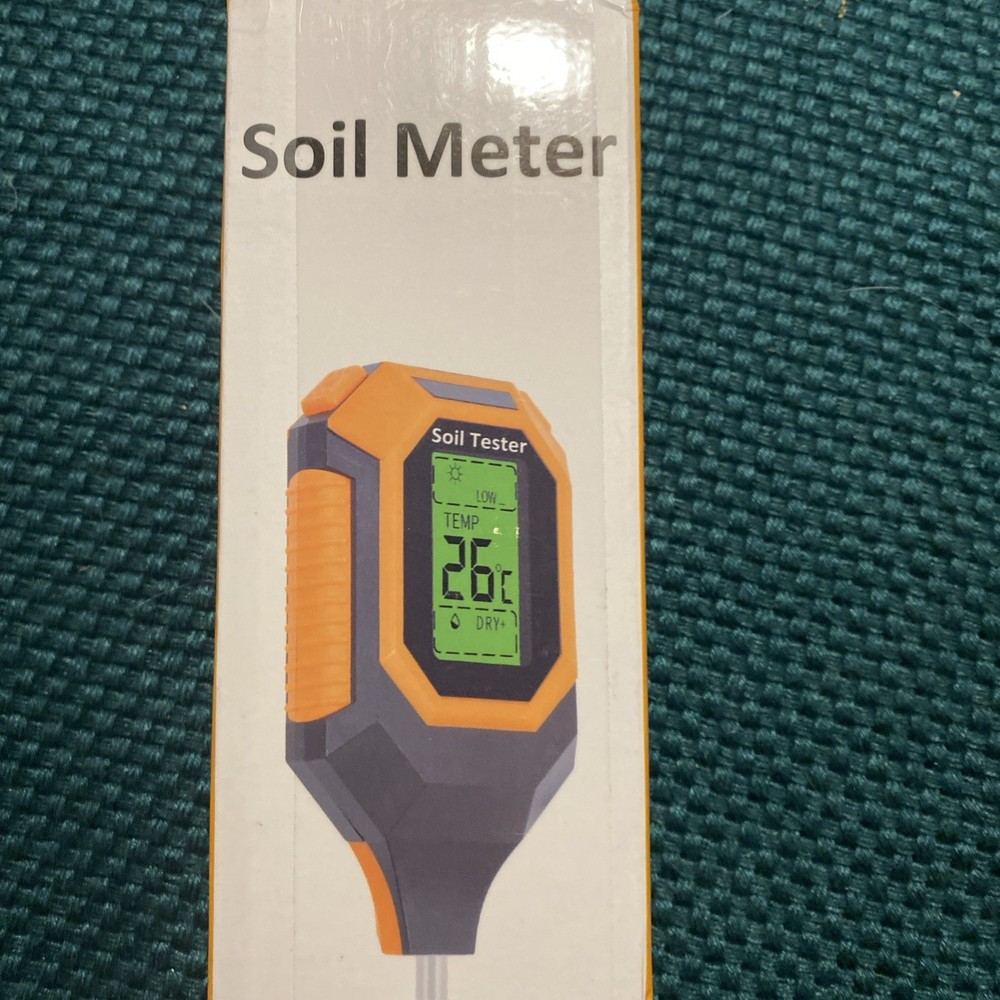 Soil Meter
Soil Tester
LOW
TEMP
26°C
DRY+